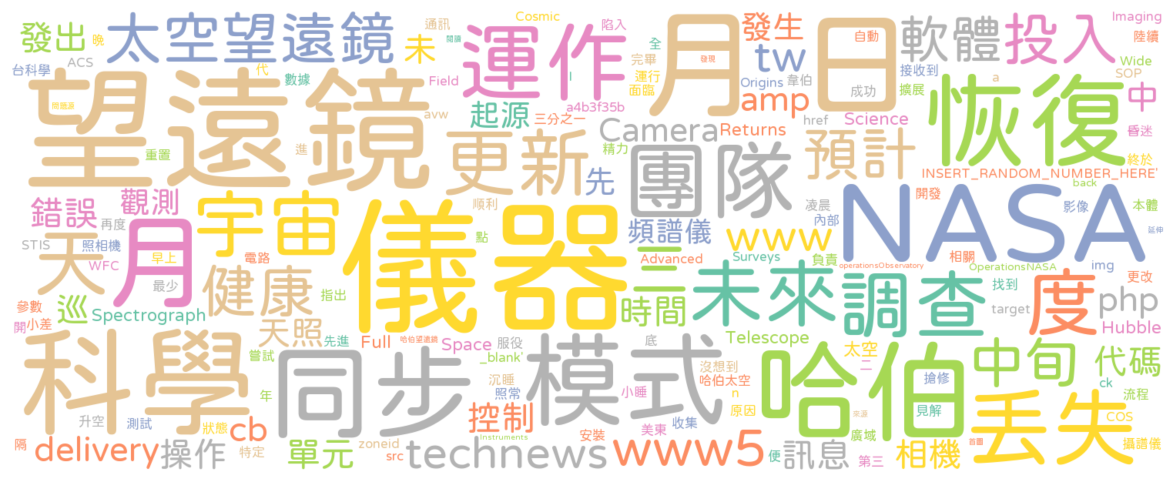 發出
太空望遠鏡
未
通訊
Cosmic
陷入
運作
月
日
發生
tw
自動
軟體
投入
Imaging
陸續
晚
台科學
ACS
代
數據
Field
全
完畢
運行
面臨
I
Origins
韋伯
接收到
成功
擴展
a
Wide
SOP
望遠鏡
avw
起源
a4b3f35b
三分之一
amp
href
Science
恢復
中
昏迷
終於
重置
進
更新
Camera
Returns
精力
團隊
預計
INSERT_RANDOM_NUMBER_HERE'
back
先
錯誤
觀測
再度
宇宙
順利
儀器
點
頻譜儀
凌晨
內部
www
NASA
開發
影像
本體
延伸
STIS
天
照相機
WFC
早上
月
電路
Advanced
Surveys
負責
operationsObservatory
相關
OperationsNASA
img
更改
最少
健康
指出
三
時間
未來
調查
找到
target
度
php
Hubble
參數
開
小差
巡
Spectrograph
天照
先進
Full
哈伯望遠鏡
Space
服役
底
Telescope
太空
二
中旬
代碼
ck
流程
科學
嘗試
年
同步
沉睡
照常
_blank'
模式
小睡
沒想到
哈伯太空
n
原因
哈伯
搶修
見解
丟失
COS
攝譜儀
升空
測試
狀態
特定
cb
控制
美東
收集
廣域
隔
delivery
操作
單元
zoneid
src
technews
Instruments
安裝
www5
便
訊息
第三
相機